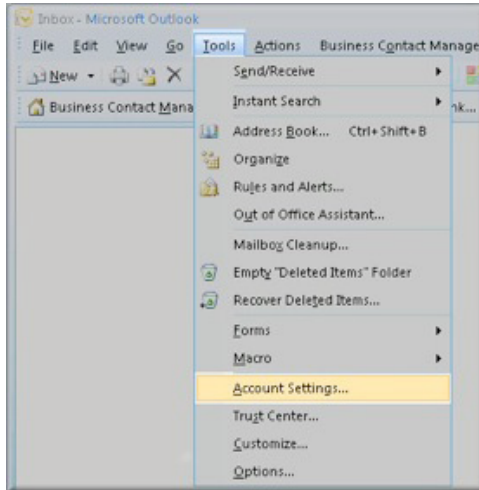 Inbox - Microsoft Outlook
File Edit View Go Tools Actions Business Contact Manage
New
Business Contact Mana
nk...
Send/Receive
Instant Search
Address Book... Ctrl+Shift+B
Organize
Rules and Alerts...
Out of Office Assistant...
Mailbox Cleanup...
Empty "Deleted Items" Folder
Recover Deleted Items...
Forms
Macro
Account Settings...
Trust Center...
Customize...
Options...